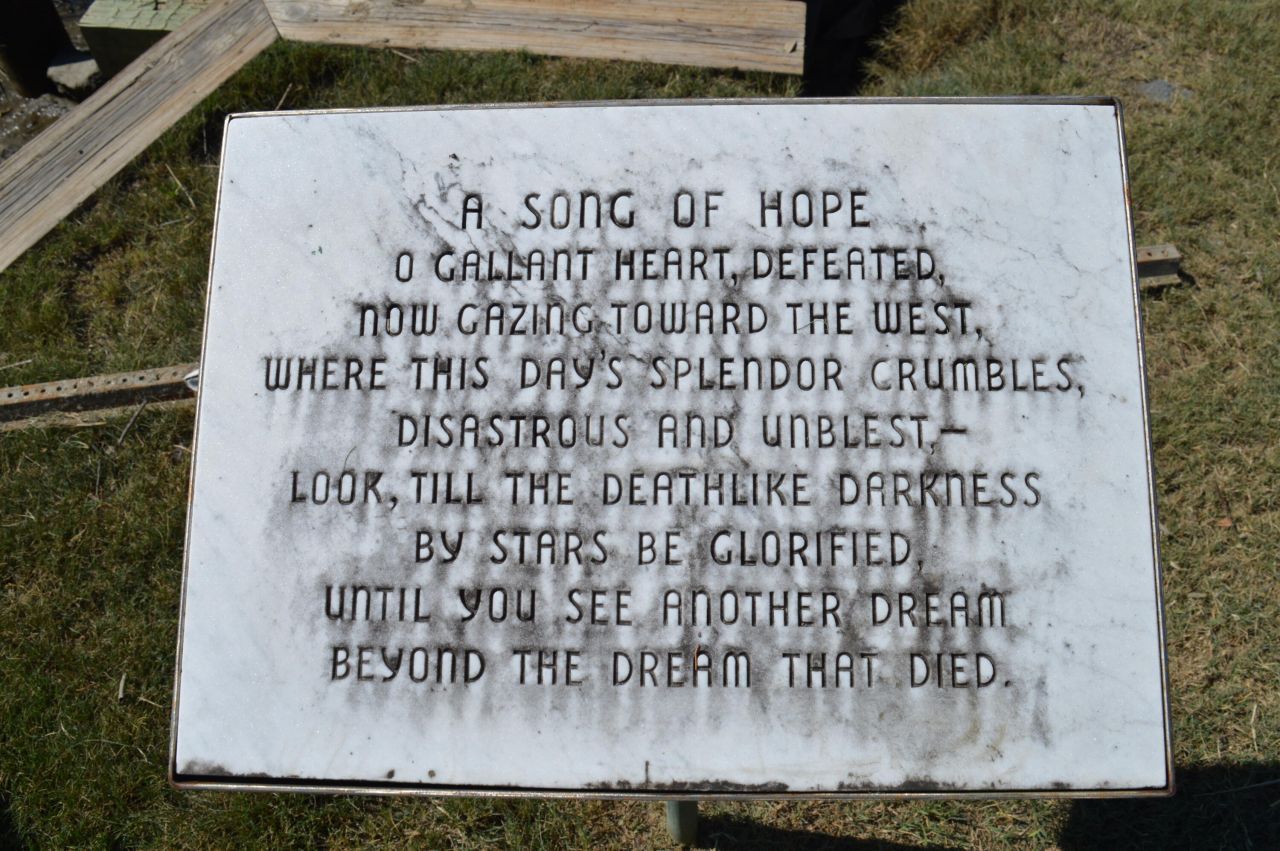 A SONG OF HOPE
O GALLANT HEART, DEFEATED,
NOW GAZING TOWARD THE WEST,
WHERE THIS DAY'S SPLENDOR CRUMBLES,
DISASTROUS AND UNBLEST,—
LOOK, TILL THE DEATHLIKE DARKNESS
BY STARS BE GLORIFIED,
UNTIL YOU SEE ANOTHER DREAM
BEYOND THE DREAM THAT DIED.